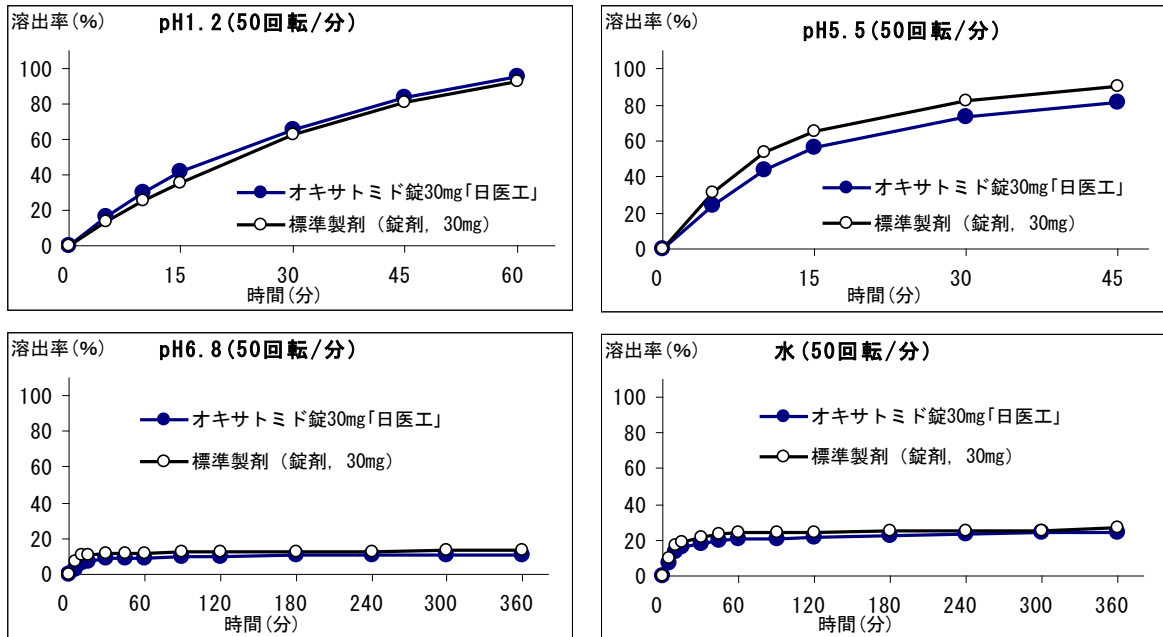 溶出率(%)
pH1.2(50回転/分)
100
80
60
40
20
0
オキサトミド錠30mg「日医工」
標準製剤(錠剤, 30mg)
0 15 30 45 60
時間(分)
溶出率(%)
pH5.5(50回転/分)
100
80
60
40
20
0
オキサトミド錠30mg「日医工」
標準製剤(錠剤, 30mg)
0 15 30 45
時間(分)
溶出率(%)
pH6.8(50回転/分)
100
80
60
40
20
0
オキサトミド錠30mg「日医工」
標準製剤(錠剤, 30mg)
0 60 120 180 240 300 360
時間(分)
溶出率(%)
水(50回転/分)
100
80
60
40
20
0
オキサトミド錠30mg「日医工」
標準製剤(錠剤, 30mg)
0 60 120 180 240 300 360
時間(分)